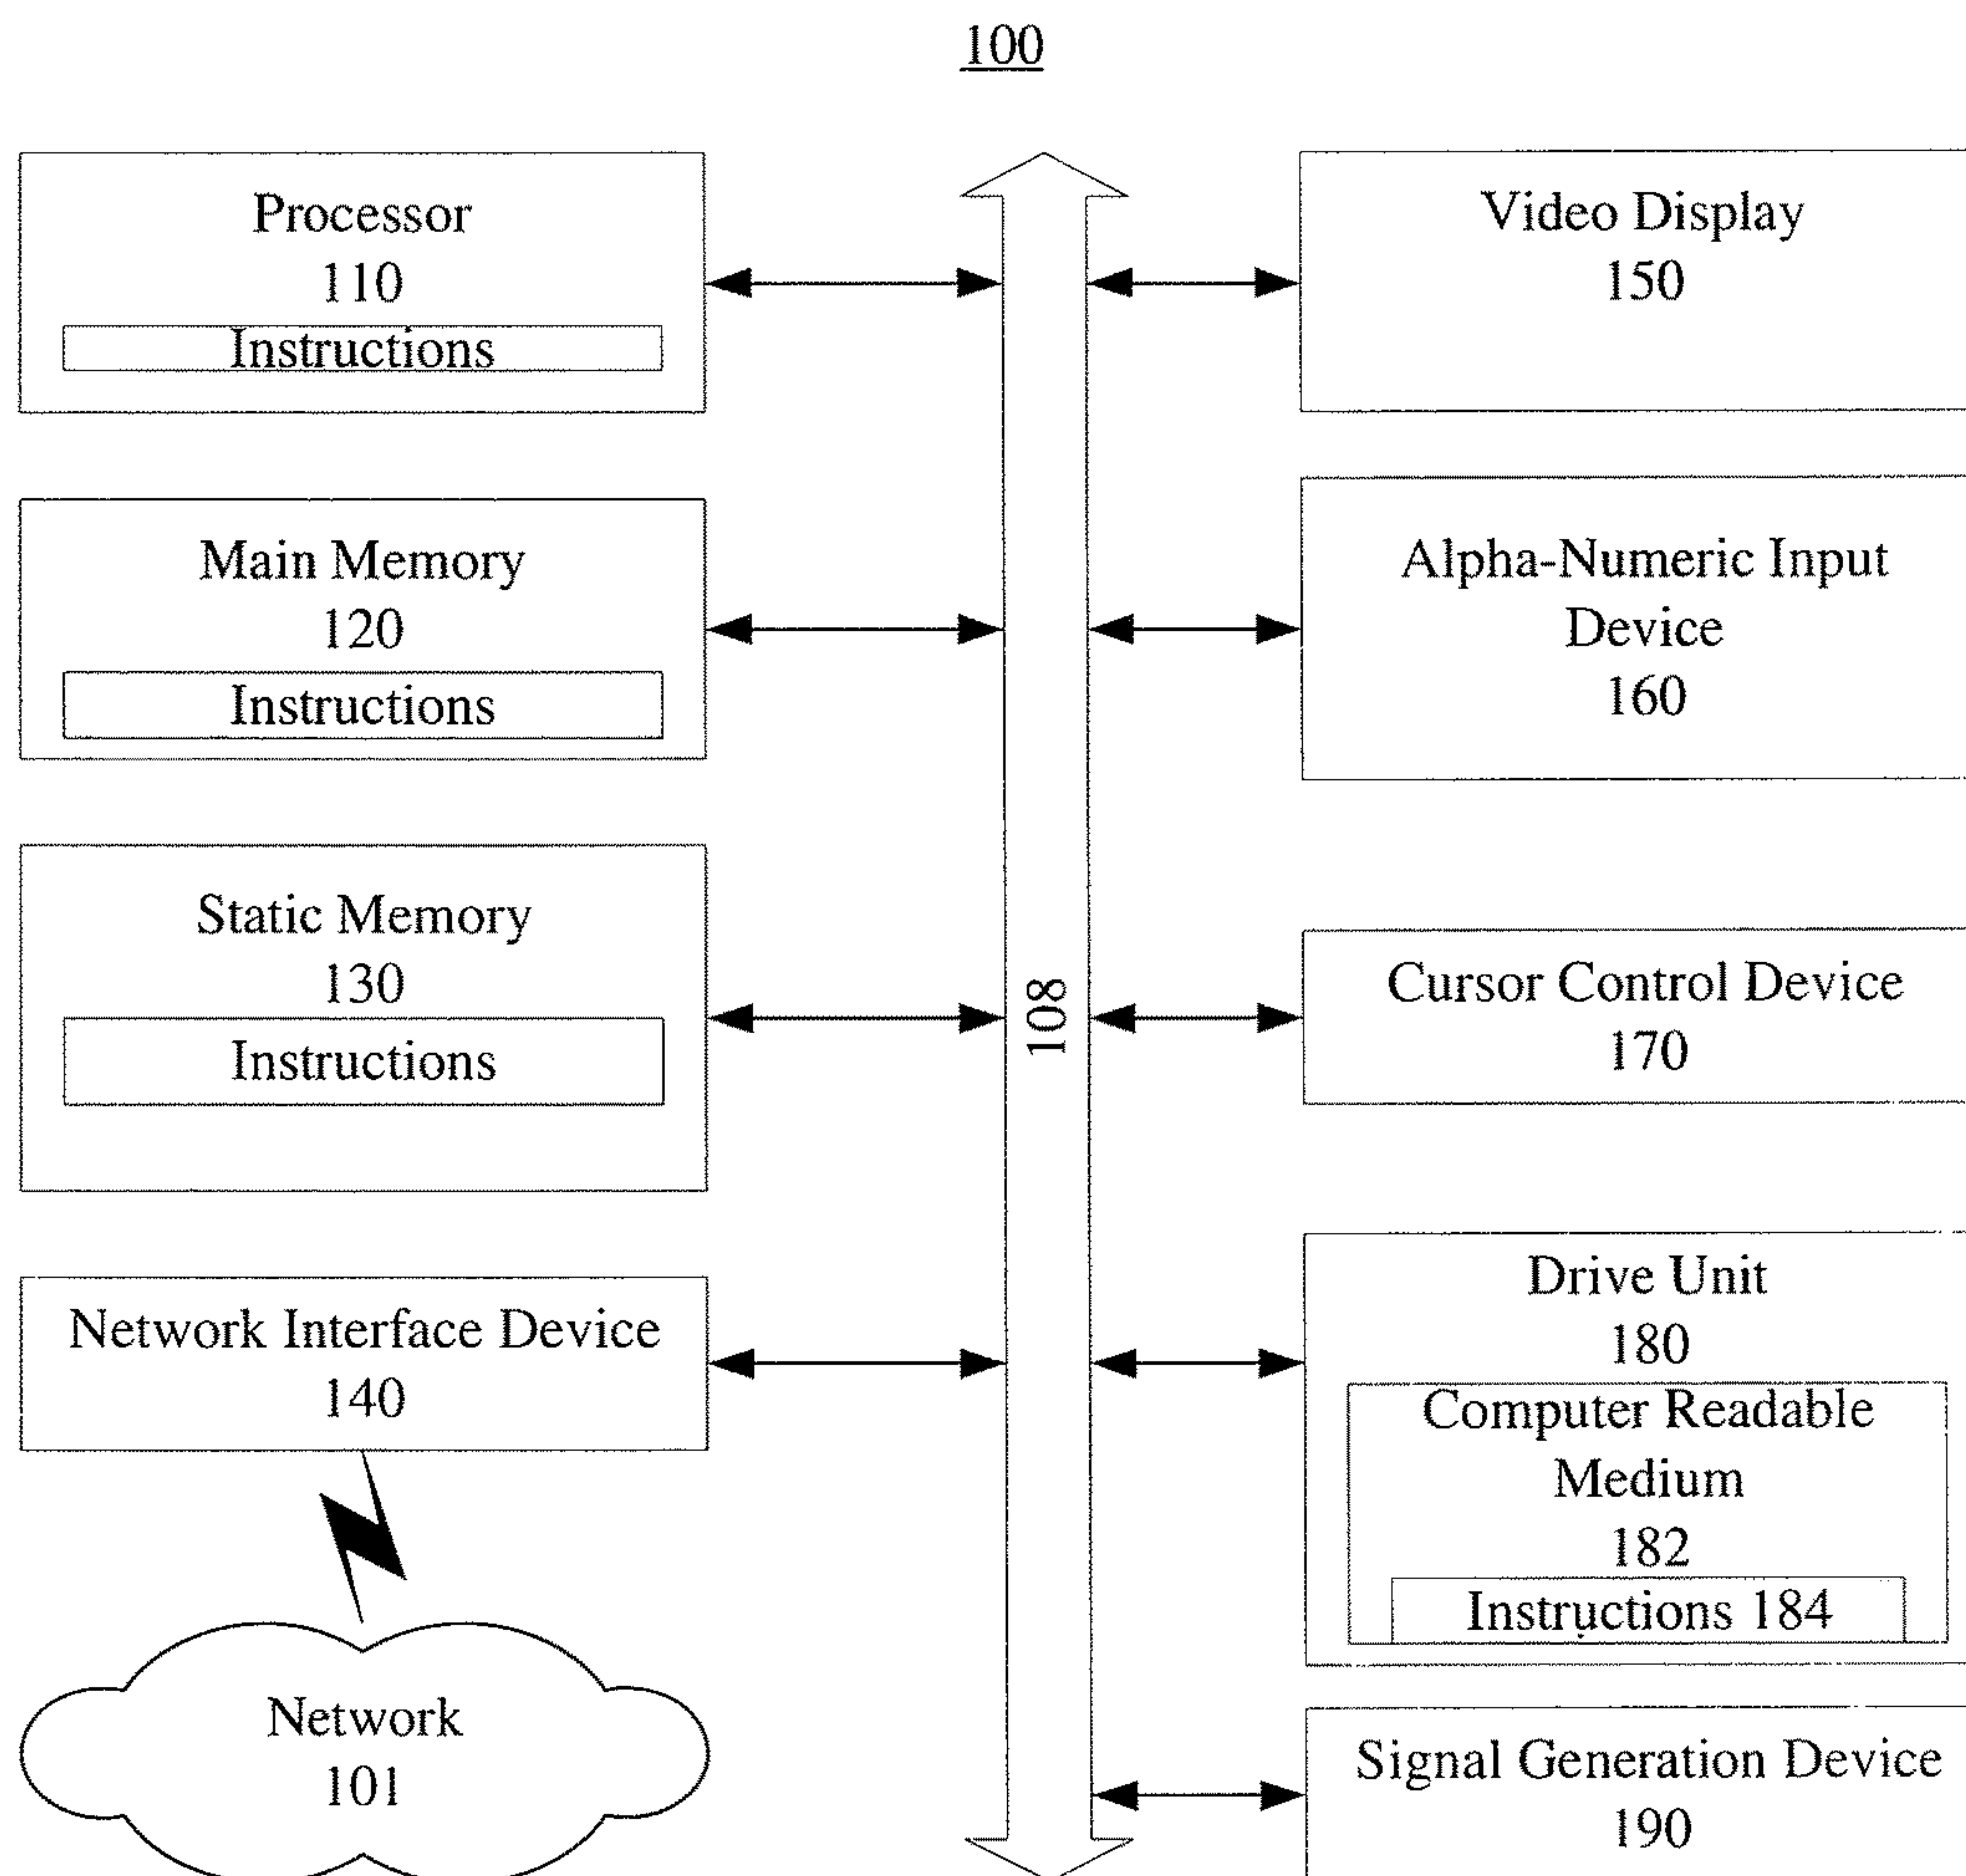 100
Processor
110
Instructions
Main Memory
120
Instructions
Static Memory
130
Instructions
Network Interface Device
140
Network
101
108
Video Display
150
Alpha-Numeric Input
Device
160
Cursor Control Device
170
Drive Unit
180
Computer Readable
Medium
182
Instructions 184
Signal Generation Device
190